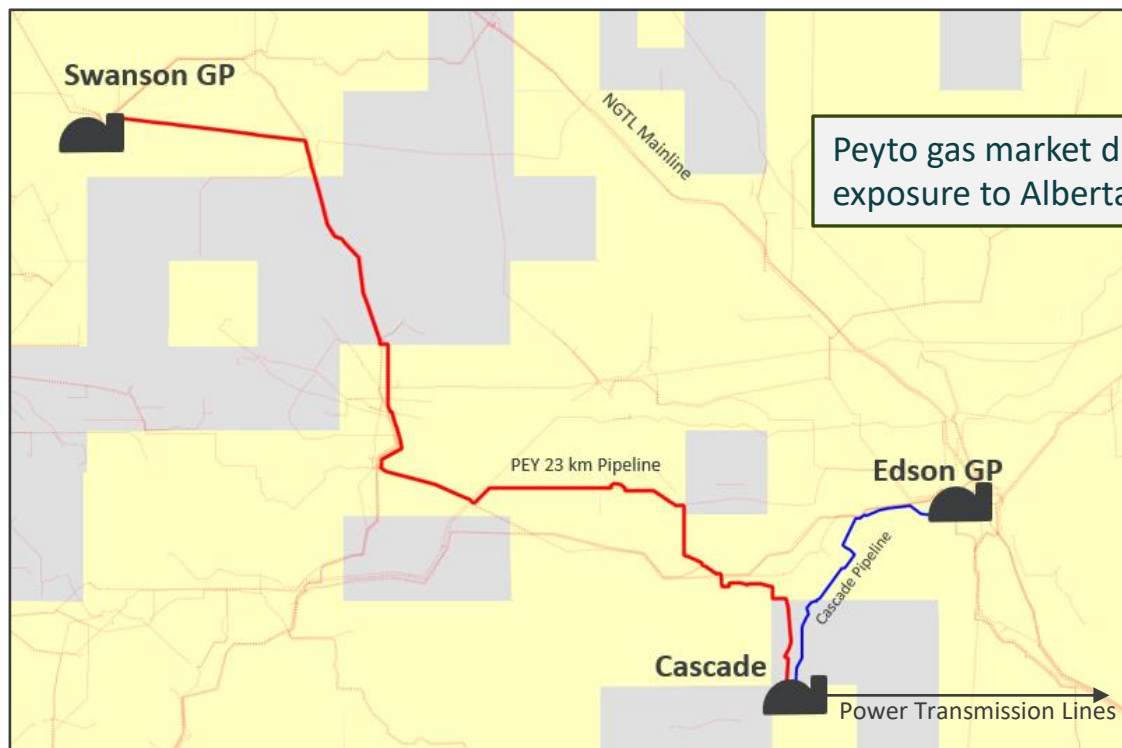 Swanson GP
NGTL Mainline
Peyto gas market d
exposure to Alberta
PEY 23 km Pipeline
Edson GP
Cascade Pipeline
Cascade
Power Transmission Lines